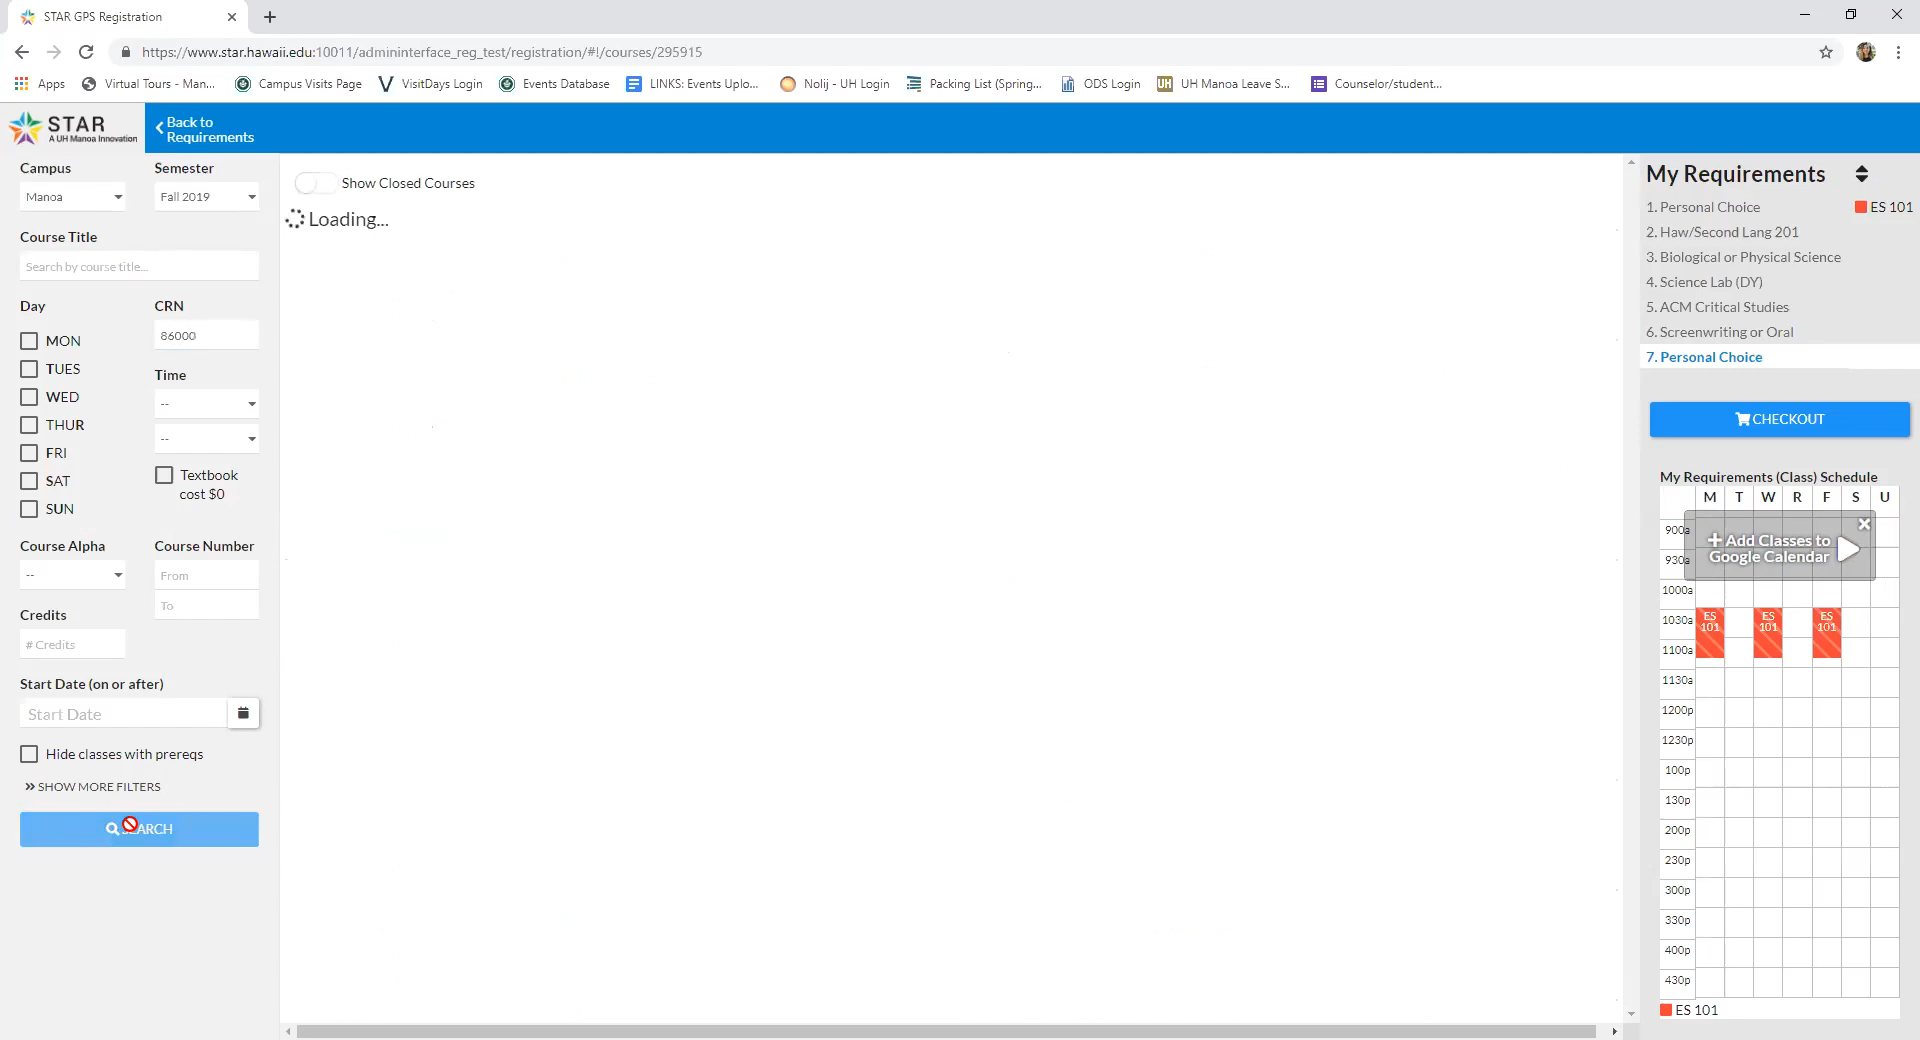 STAR GPS Registration
https://www.star.hawaii.edu:10011/admininterface_reg_test/registration/#!/courses/295915
Apps
Virtual Tours - Man...
Campus Visits Page
VisitDays Login
Events Database
LINKS: Events Uplo...
Nolij - UH Login
Packing List (Spring...
ODS Login
UH Manoa Leave S...
Counselor/student...
STAR
A UH Manoa Innovation
Back to
Requirements
Campus
Semester
Manoa
Fall 2019
Course Title
Search by course title...
Day
CRN
MON
86000
TUES
Time
WED
--
THUR
--
FRI
SAT
Textbook
cost $0
SUN
Course Alpha
Course Number
--
From
To
Credits
# Credits
Start Date (on or after)
Start Date
Hide classes with prereqs
SHOW MORE FILTERS
Show Closed Courses
Loading...
My Requirements
1. Personal Choice
ES 101
2. Haw/Second Lang 201
3. Biological or Physical Science
4. Science Lab (DY)
5. ACM Critical Studies
6. Screenwriting or Oral
7. Personal Choice
CHECKOUT
My Requirements (Class) Schedule
M T W R F S U
900a
Add Classes to
Google Calendar
930a
1000a
1030a
ES 101
ES 101
ES 101
1100a
1130a
1200p
1230p
100p
130p
200p
230p
300p
330p
400p
430p
ES 101